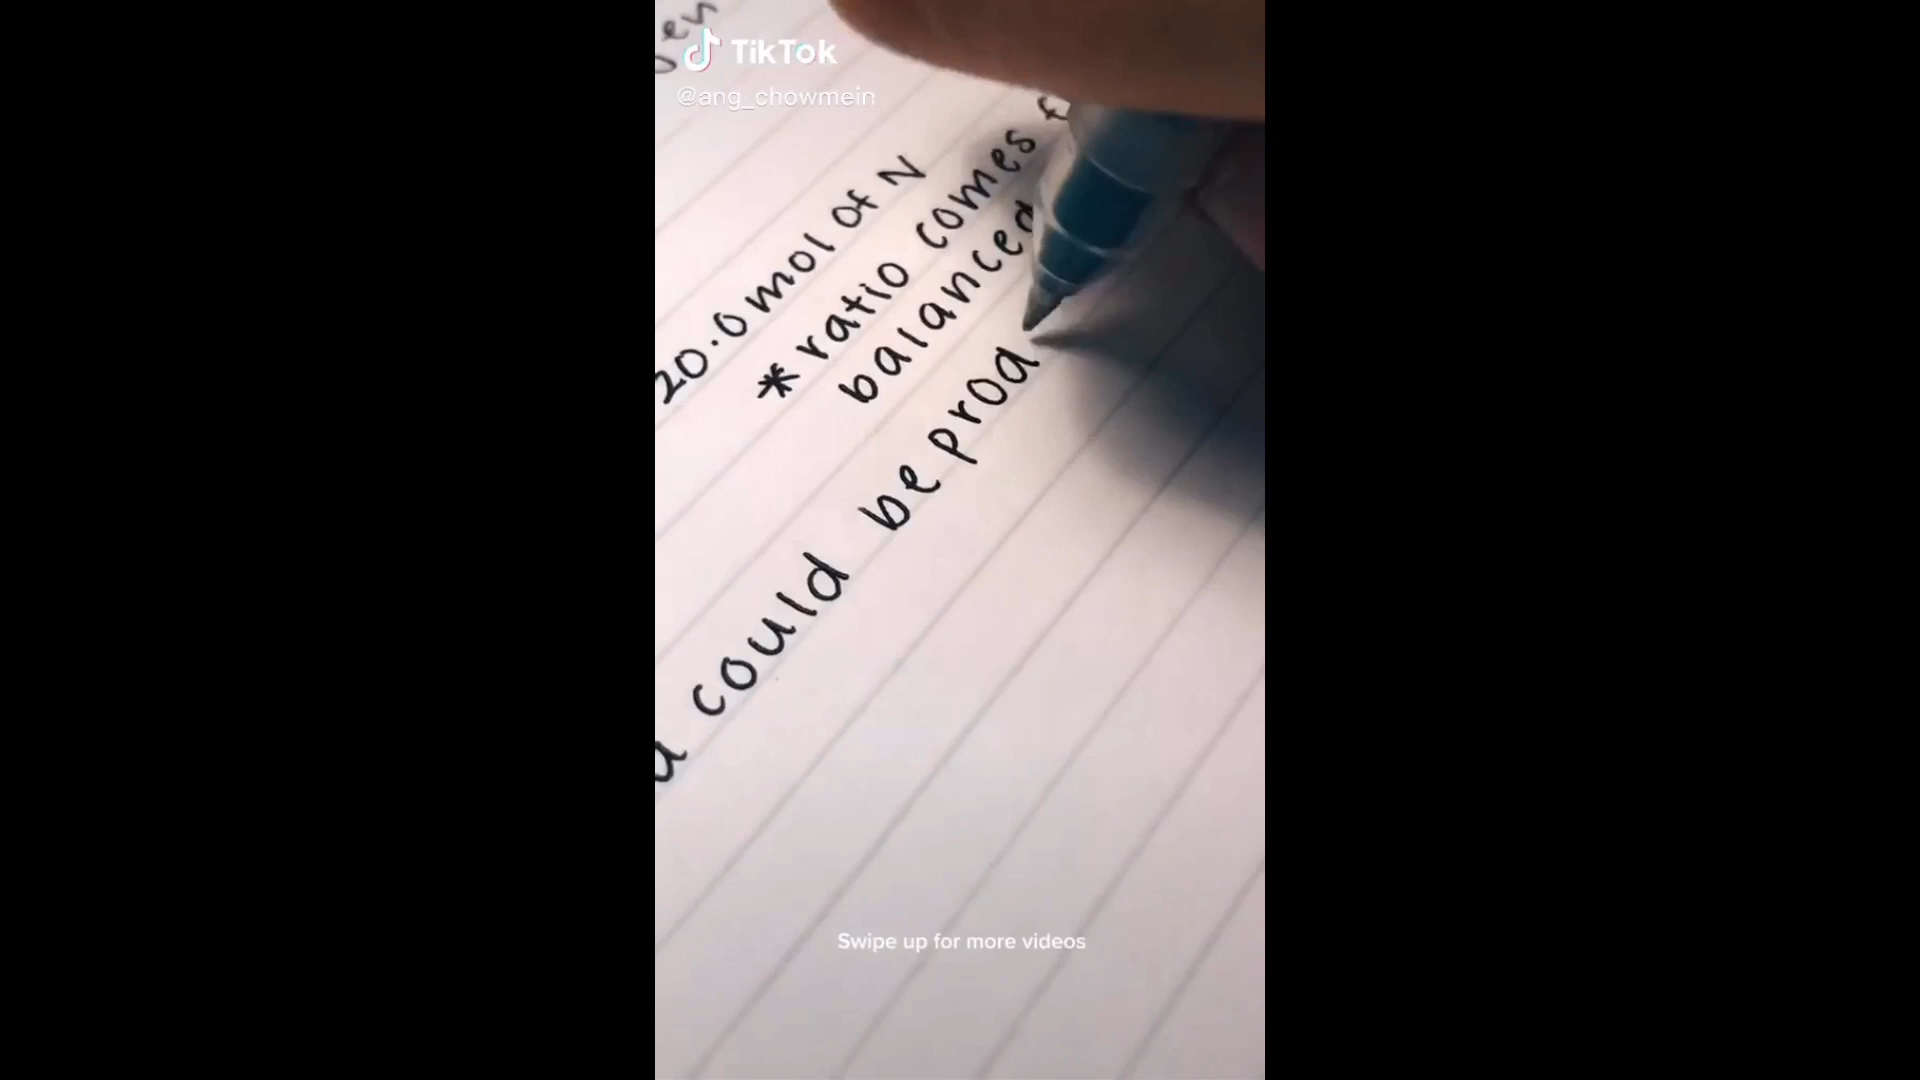 TikTok
@ang_chowmein
20.0 mol of N
*ratio comes f
balanced
could be prod
Swipe up for more videos